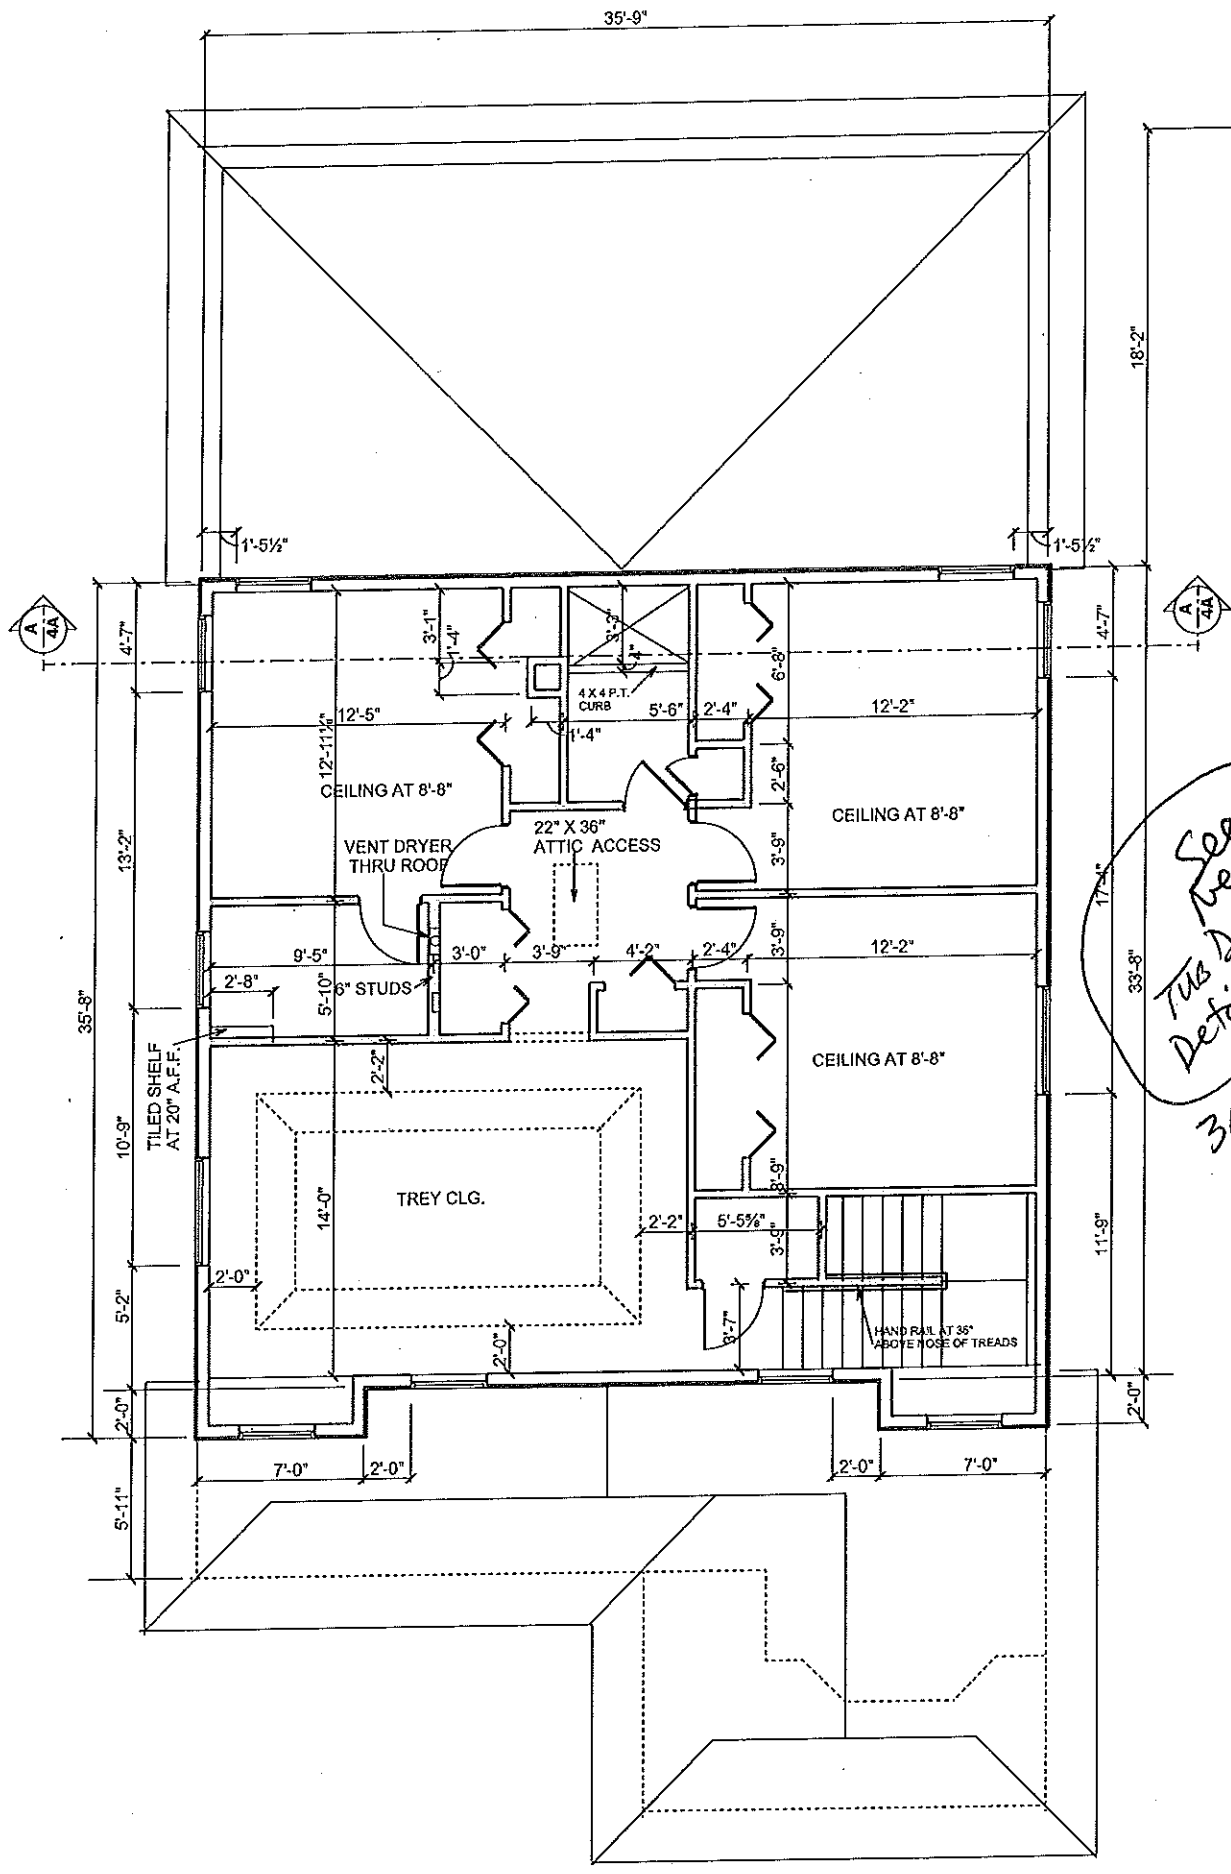 35'-9"
18'-2"
1'-5½"
1'-5½"
A
4A
A
4A
4'-7"
3'-1"
1'-4"
3'-3"
4"
6'-8"
4'-7"
4 X 4 P.T.
CURB
12'-5"
5'-6"
2'-4"
12'-2"
1'-4"
12'-11½"
CEILING AT 8'-8"
2'-6"
CEILING AT 8'-8"
22" X 36"
ATTIC ACCESS
VENT DRYER
THRU ROOF
13'-2"
3'-9"
17'-4"
9'-5"
3'-0"
3'-9"
4'-2"
2'-4"
3'-9"
12'-2"
2'-8"
6" STUDS
5'-10"
35'-8"
33'-8"
TILED SHELF
AT 20" A.F.F.
2'-2"
CEILING AT 8'-8"
10'-9"
TREY CLG.
14'-0"
8'-9"
2'-2"
5'-5⅝"
3'-9"
11'-9"
2'-0"
5'-2"
3'-7"
HAND RAIL AT 36"
ABOVE NOSE OF TREADS
2'-0"
2'-0"
2'-0"
7'-0"
2'-0"
2'-0"
7'-0"
5'-11"